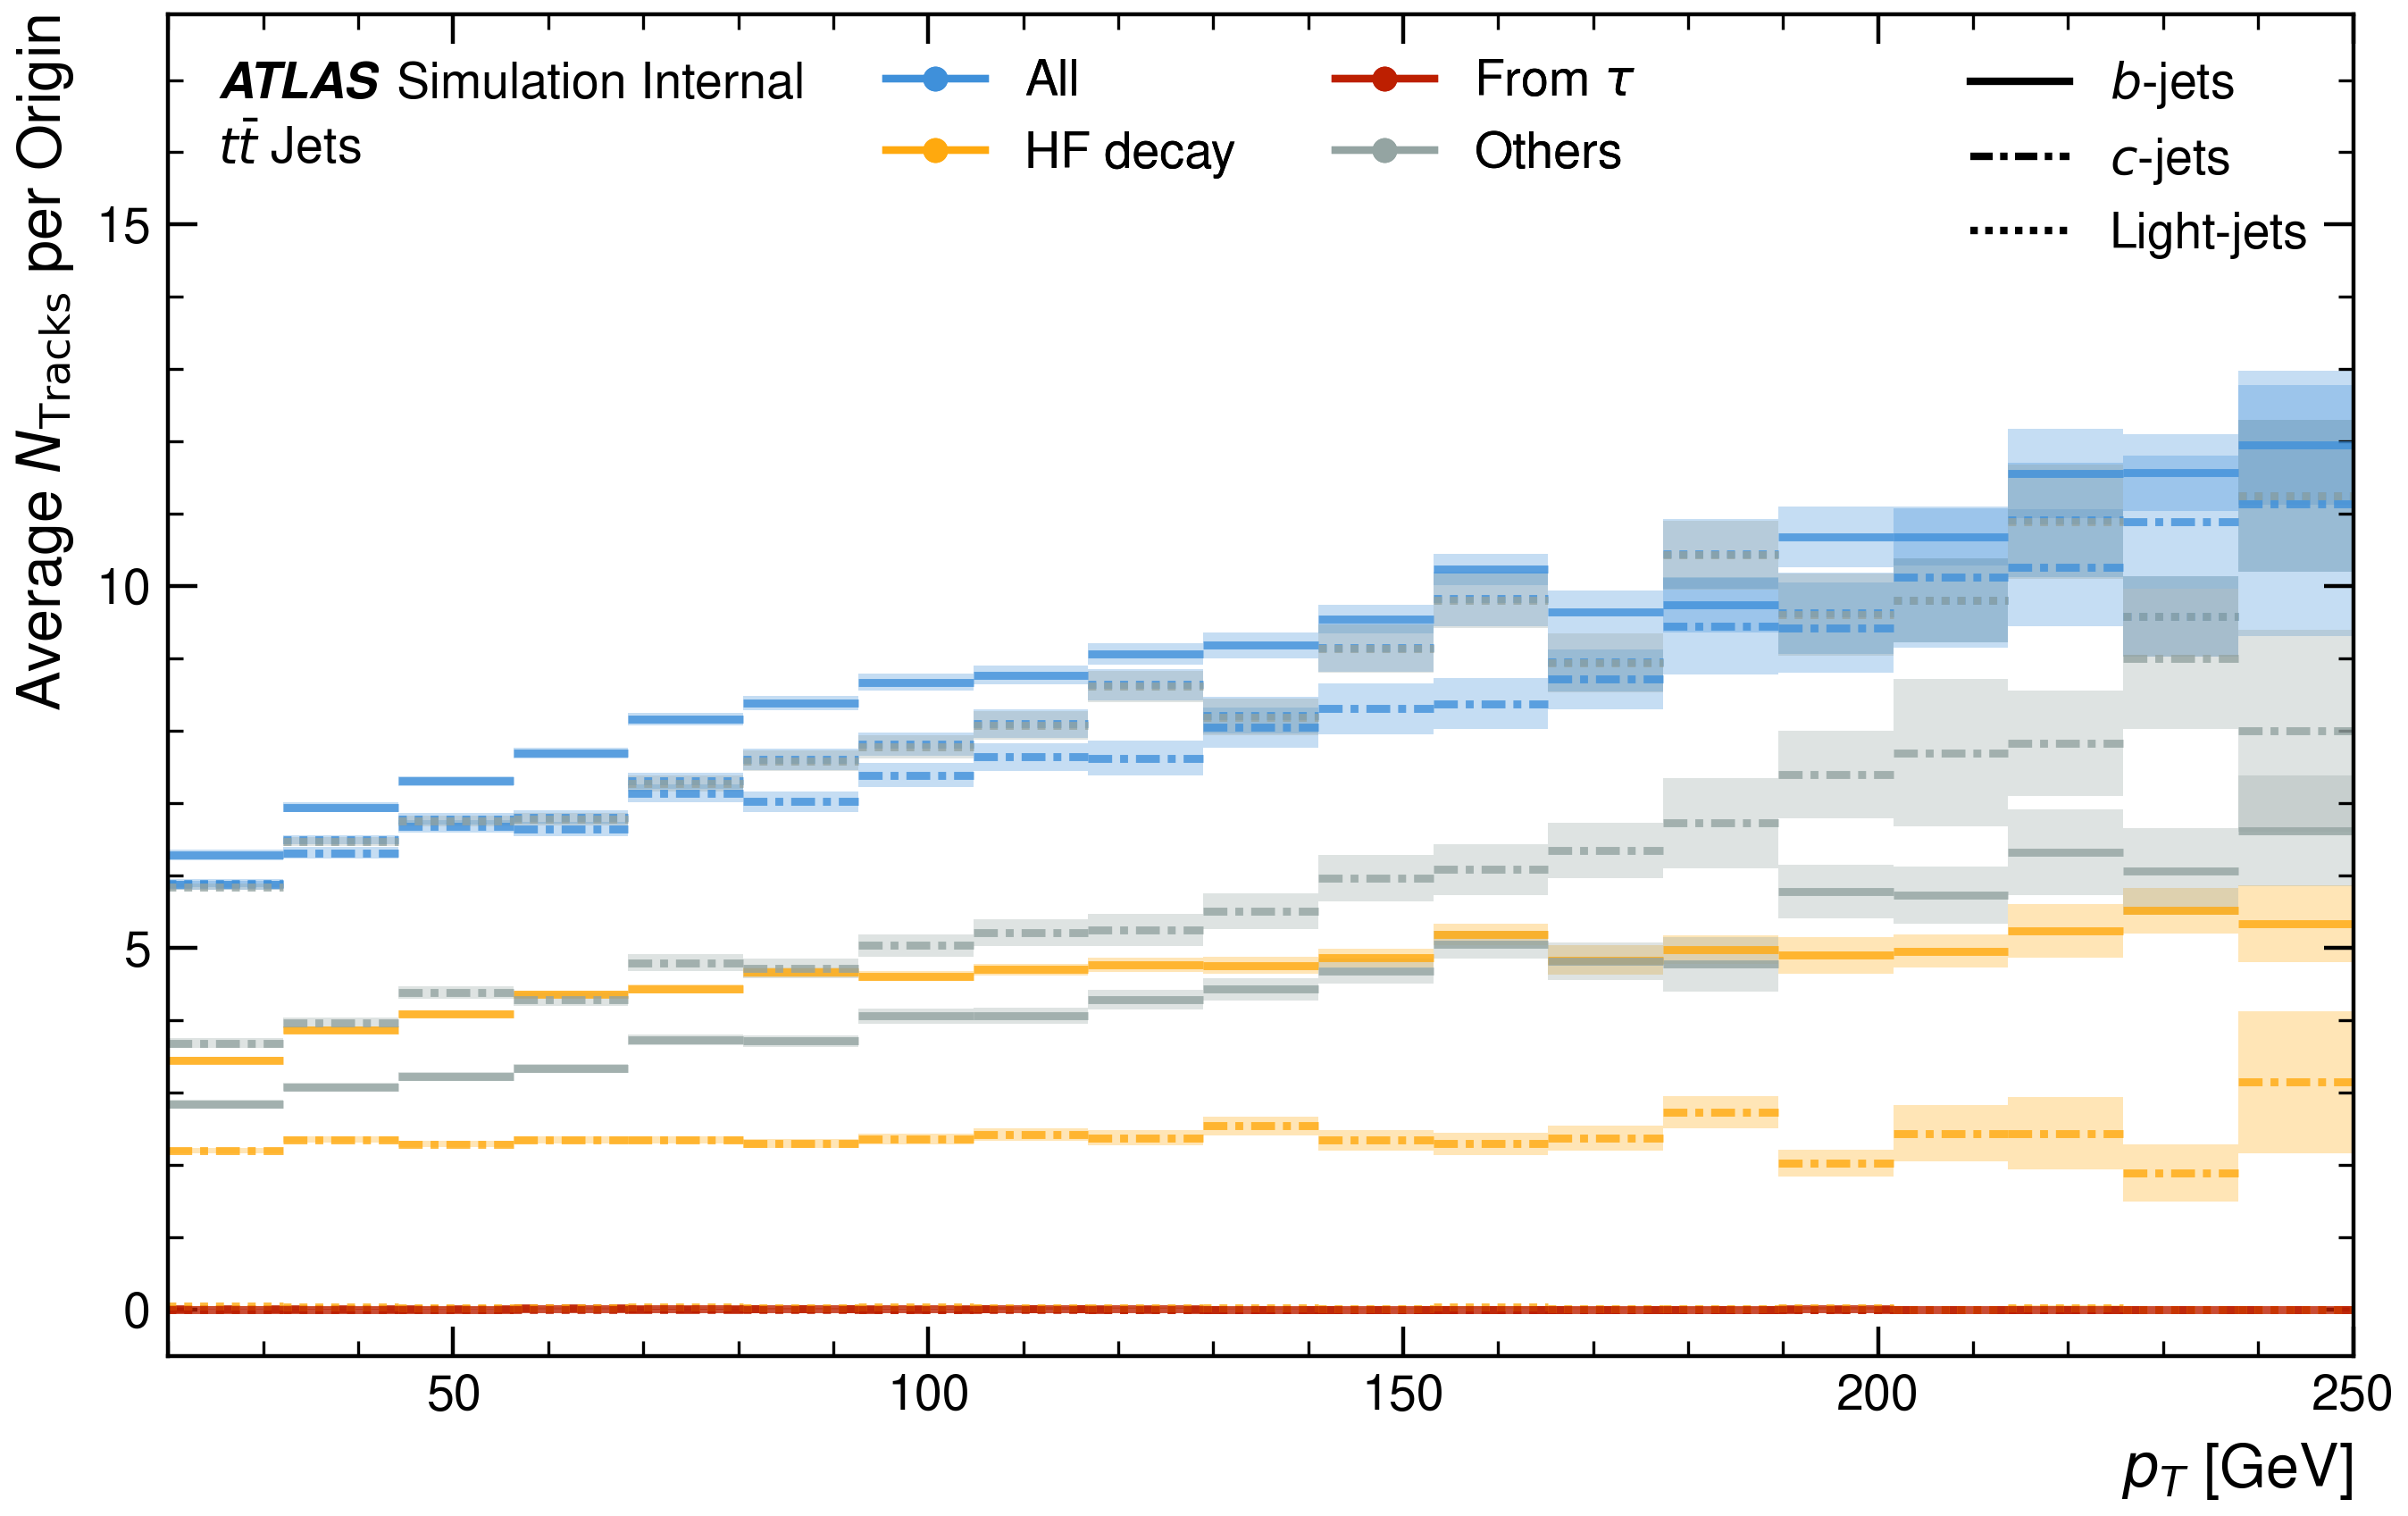 ATLAS Simulation Internal
tt̄ Jets
All
HF decay
From τ
Others
b-jets
c-jets
Light-jets
Average N_Tracks per Origin
15
10
5
0
50
100
150
200
250
p_T [GeV]